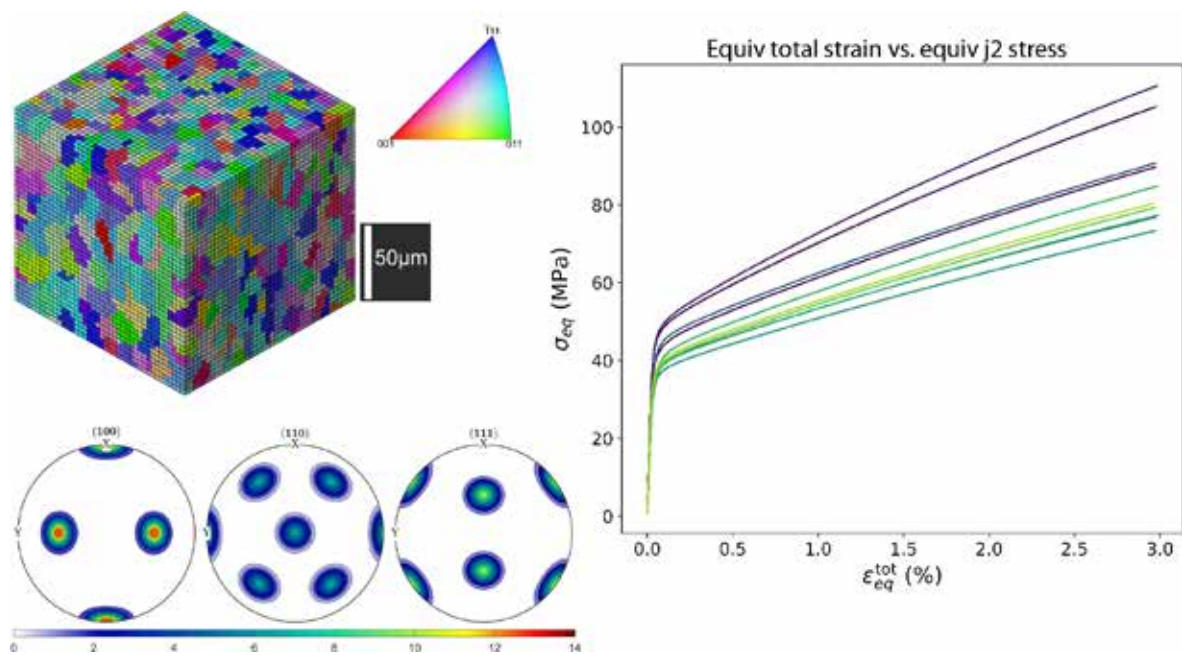 111
001
011
50μm
(100)
X
Y
(110)
X
Y
(111)
X
Y
0 2 4 6 8 10 12 14
Equiv total strain vs. equiv j2 stress
σeq (MPa)
100
80
60
40
20
0
0.0 0.5 1.0 1.5 2.0 2.5 3.0
εeq^tot (%)